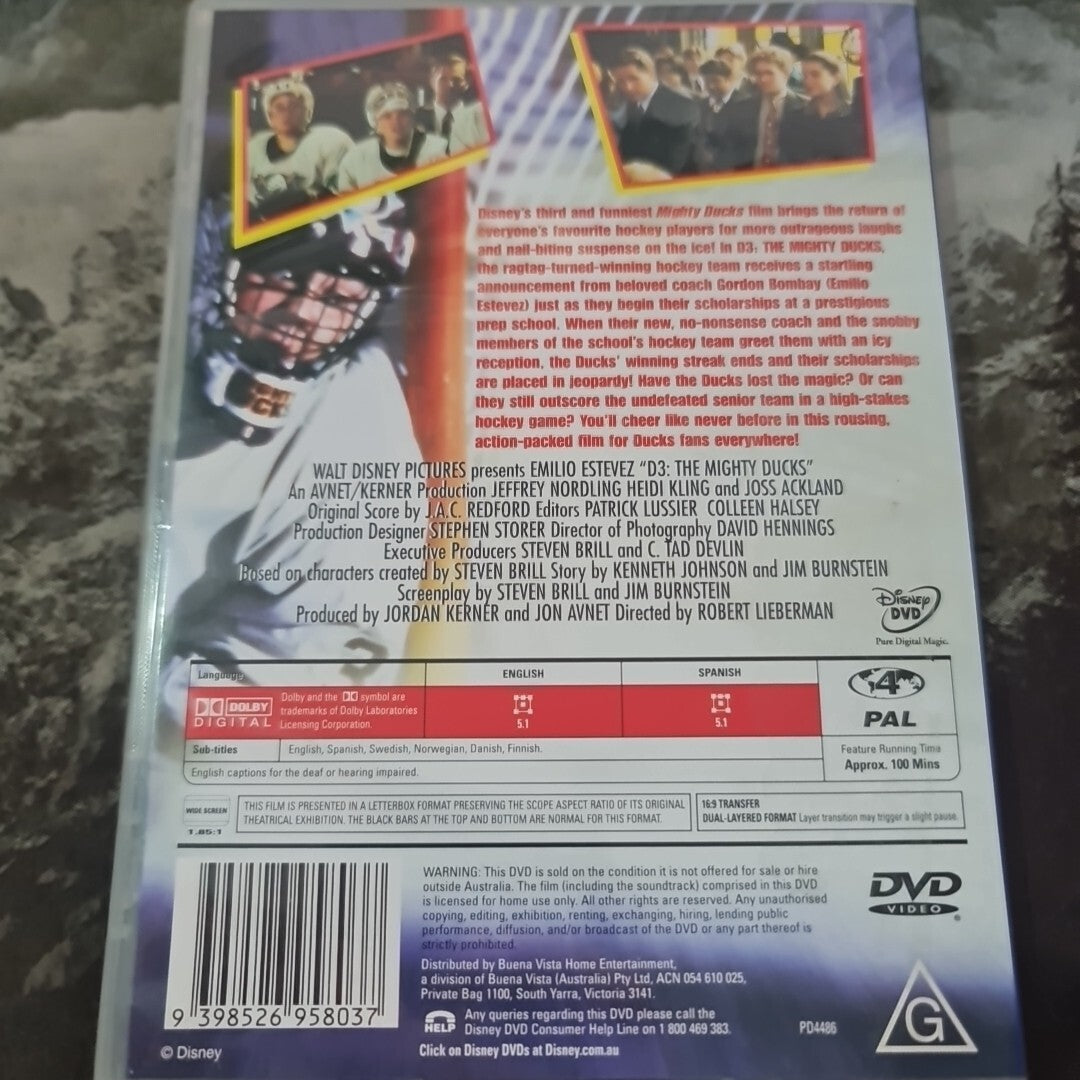 Disney's third and funniest Mighty Ducks film brings the return of
everyone's favourite hockey players for more outrageous laughs
and nail-biting suspense on the ice! In D3: THE MIGHTY DUCKS,
the ragtag-turned-winning hockey team receives a startling
announcement from beloved coach Gordon Bombay (Emilio
Estevez) just as they begin their scholarships at a prestigious
prep school. When their new, no-nonsense coach and the snobby
members of the school's hockey team greet them with an icy
reception, the Ducks' winning streak ends and their scholarships
are placed in jeopardy! Have the Ducks lost the magic? Or can
they still outscore the undefeated senior team in a high-stakes
hockey game? You'll cheer like never before in this rousing,
action-packed film for Ducks fans everywhere!
WALT DISNEY PICTURES presents EMILIO ESTEVEZ "D3: THE MIGHTY DUCKS"
An AVNET/KERNER Production JEFFREY NORDLING HEIDI KLING and JOSS ACKLAND
Original Score by J.A.C. REDFORD Editors PATRICK LUSSIER COLLEEN HALSEY
Production Designer STEPHEN STORER Director of Photography DAVID HENNINGS
Executive Producers STEVEN BRILL and C. TAD DEVLIN
Based on characters created by STEVEN BRILL Story by KENNETH JOHNSON and JIM BURNSTEIN
Screenplay by STEVEN BRILL and JIM BURNSTEIN
Produced by JORDAN KERNER and JON AVNET Directed by ROBERT LIEBERMAN
Disney
DVD
Pure Digital Magic.
Language ENGLISH SPANISH
DOLBY
DIGITAL
Dolby and the DD symbol are
trademarks of Dolby Laboratories
Licensing Corporation.
5.1 5.1
4
PAL
Sub-titles English, Spanish, Swedish, Norwegian, Danish, Finnish.
English captions for the deaf or hearing impaired.
Feature Running Time
Approx. 100 Mins
WIDE SCREEN
1.85:1
THIS FILM IS PRESENTED IN A LETTERBOX FORMAT PRESERVING THE SCOPE ASPECT RATIO OF ITS ORIGINAL
THEATRICAL EXHIBITION. THE BLACK BARS AT THE TOP AND BOTTOM ARE NORMAL FOR THIS FORMAT.
16:9 TRANSFER
DUAL-LAYERED FORMAT Layer transition may trigger a slight pause.
WARNING: This DVD is sold on the condition it is not offered for sale or hire
outside Australia. The film (including the soundtrack) comprised in this DVD
is licensed for home use only. All other rights are reserved. Any unauthorised
copying, editing, exhibition, renting, exchanging, hiring, lending public
performance, diffusion, and/or broadcast of the DVD or any part thereof is
strictly prohibited.
DVD
VIDEO
Distributed by Buena Vista Home Entertainment,
a division of Buena Vista (Australia) Pty Ltd, ACN 054 610 025,
Private Bag 1100, South Yarra, Victoria 3141.
HELP
Any queries regarding this DVD please call the
Disney DVD Consumer Help Line on 1 800 469 383.
PD4486
Click on Disney DVDs at Disney.com.au
G
9 398526 958037
© Disney